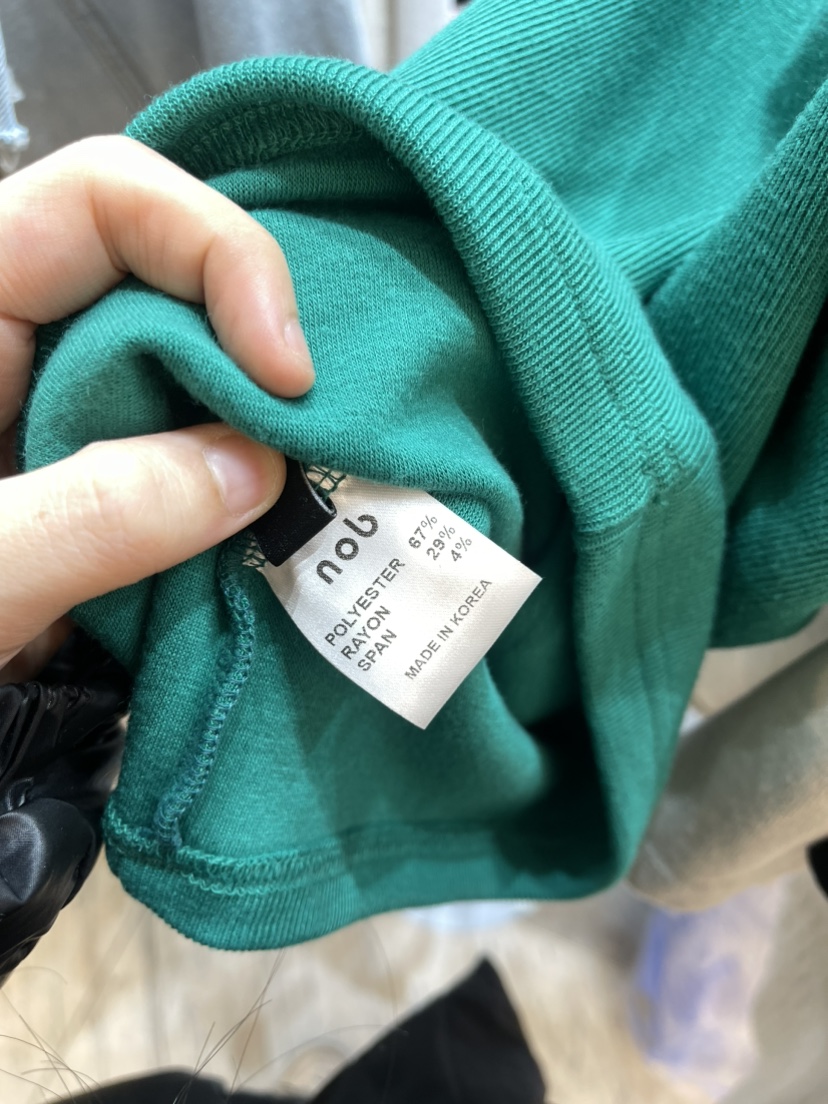 nob
POLYESTER 67%
RAYON 29%
SPAN 4%
MADE IN KOREA